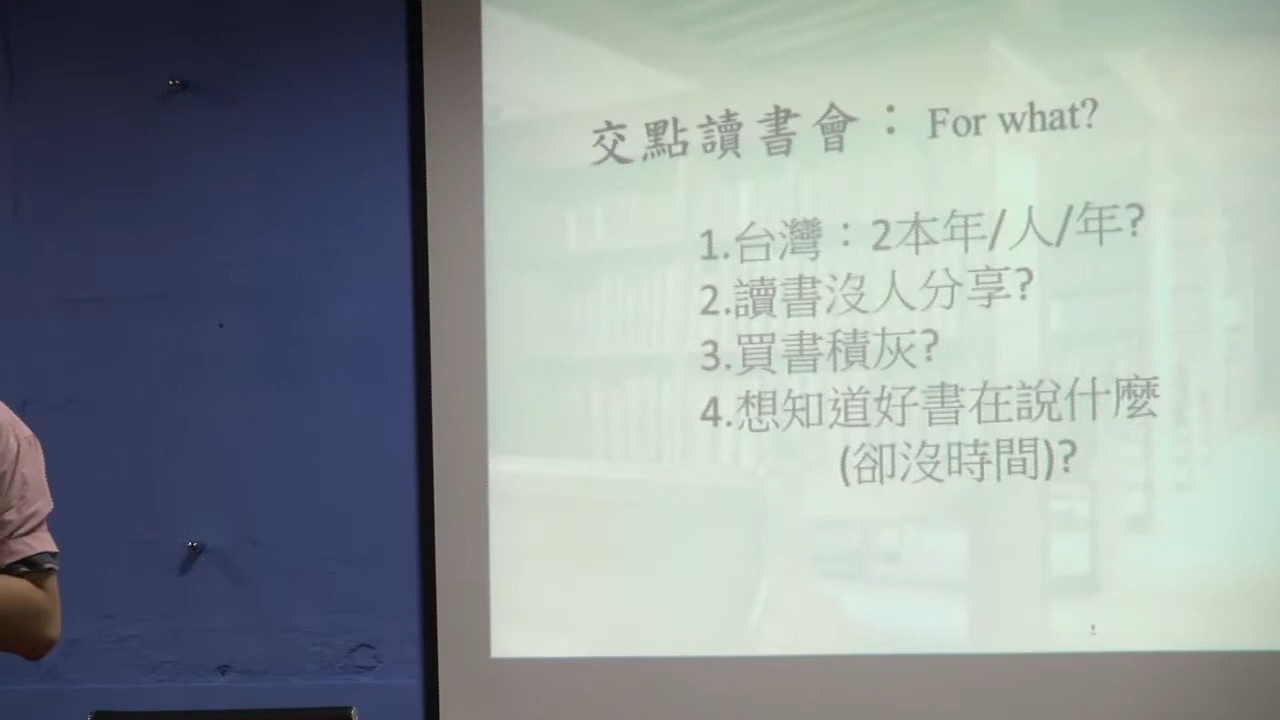 交點讀書會：For what?
1.台灣：2本年/人/年?
2.讀書沒人分享?
3.買書積灰?
4.想知道好書在說什麼
(卻沒時間)?